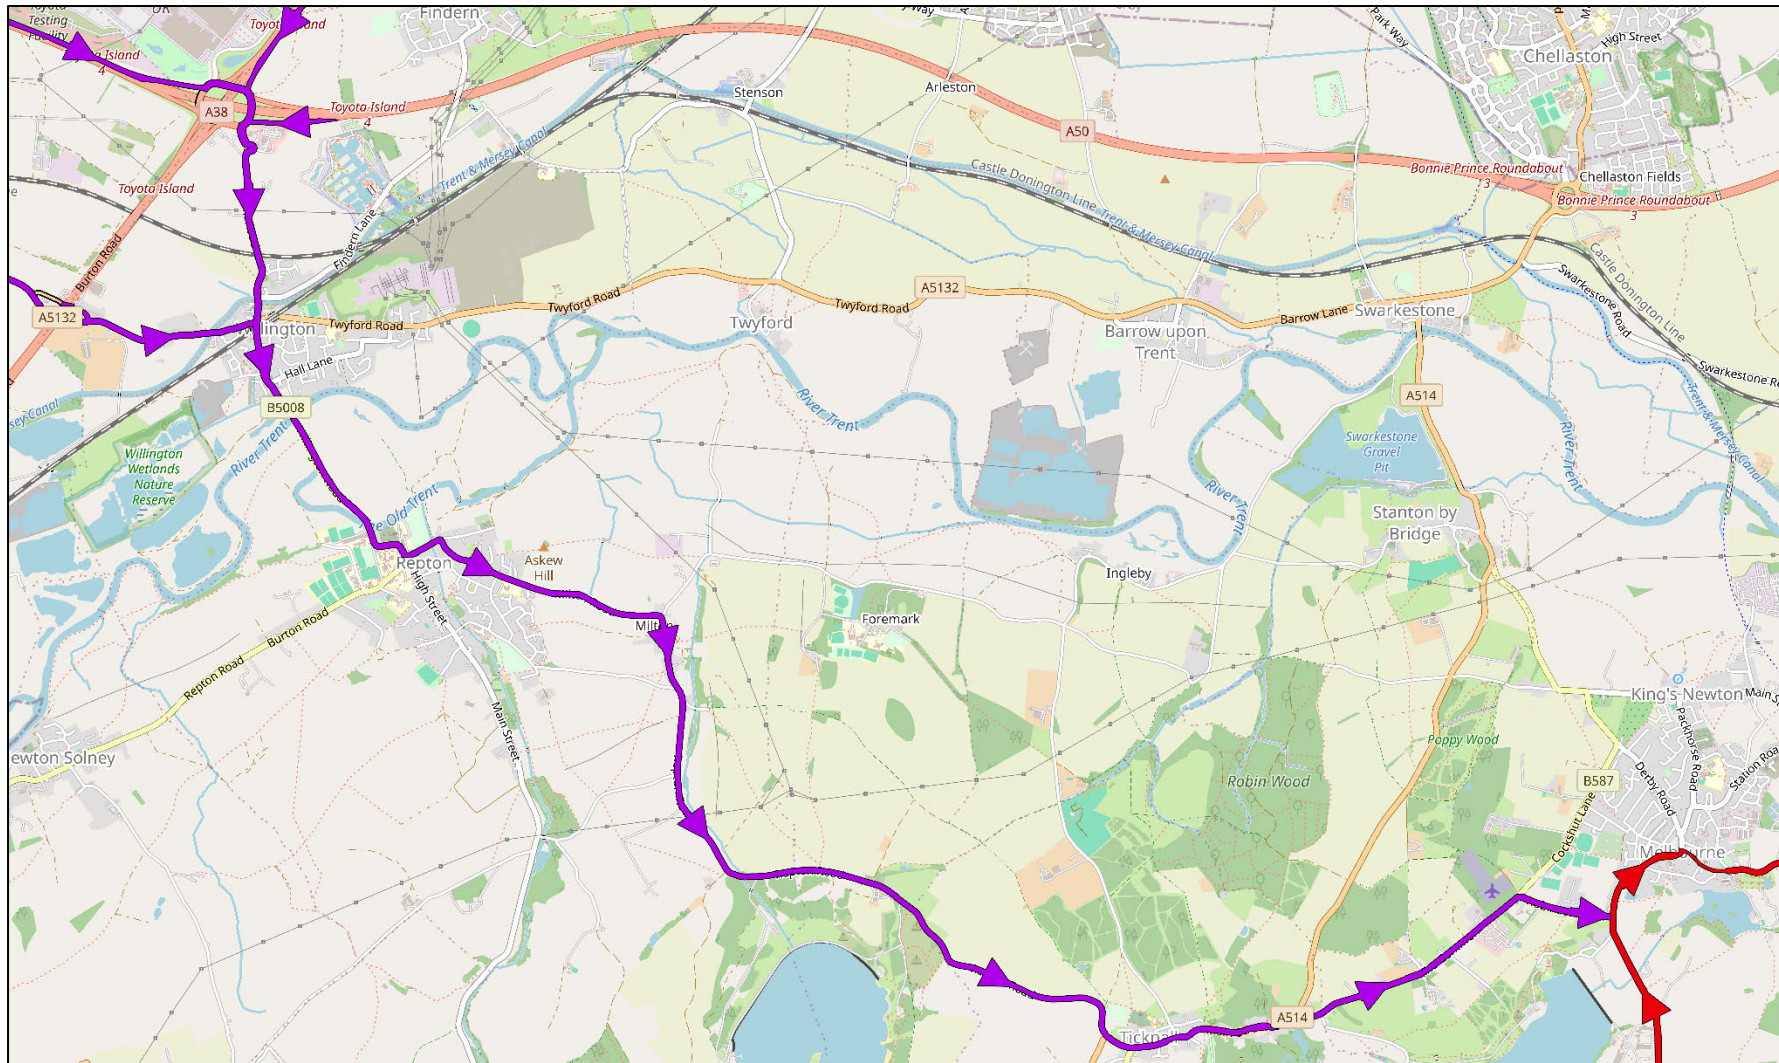 Toyota
Testing
Facility
UK
Toyota Island
Findern
Park Way
High Street
Chellaston
Island
4
A38
Toyota Island
4
Stenson
Arleston
A50
Trent & Mersey Canal
Castle Donington Line
Bonnie Prince Roundabout
3
Chellaston Fields
Bonnie Prince Roundabout
3
Toyota Island
Findern Lane
Burton Road
Trent & Mersey Canal
Castle Donington Line
Swarkestone Road
A5132
Twyford Road
Twyford Road
Twyford
Twyford Road
A5132
Barrow upon
Trent
Barrow Lane
Swarkestone
Hall Lane
B5008
A514
River Trent
River Trent
Swarkestone
Gravel
Pit
River Trent
Trent & Mersey Canal
Willington
Wetlands
Nature
Reserve
Old Trent
River Trent
Stanton by
Bridge
Repton
Askew
Hill
High Street
Ingleby
Foremark
Burton Road
Repton Road
Main Street
King's Newton
Packhorse Road
Poppy Wood
Robin Wood
B587
Derby Road
Station Road
Cockshut Lane
Melbourne
A514
Ticknall